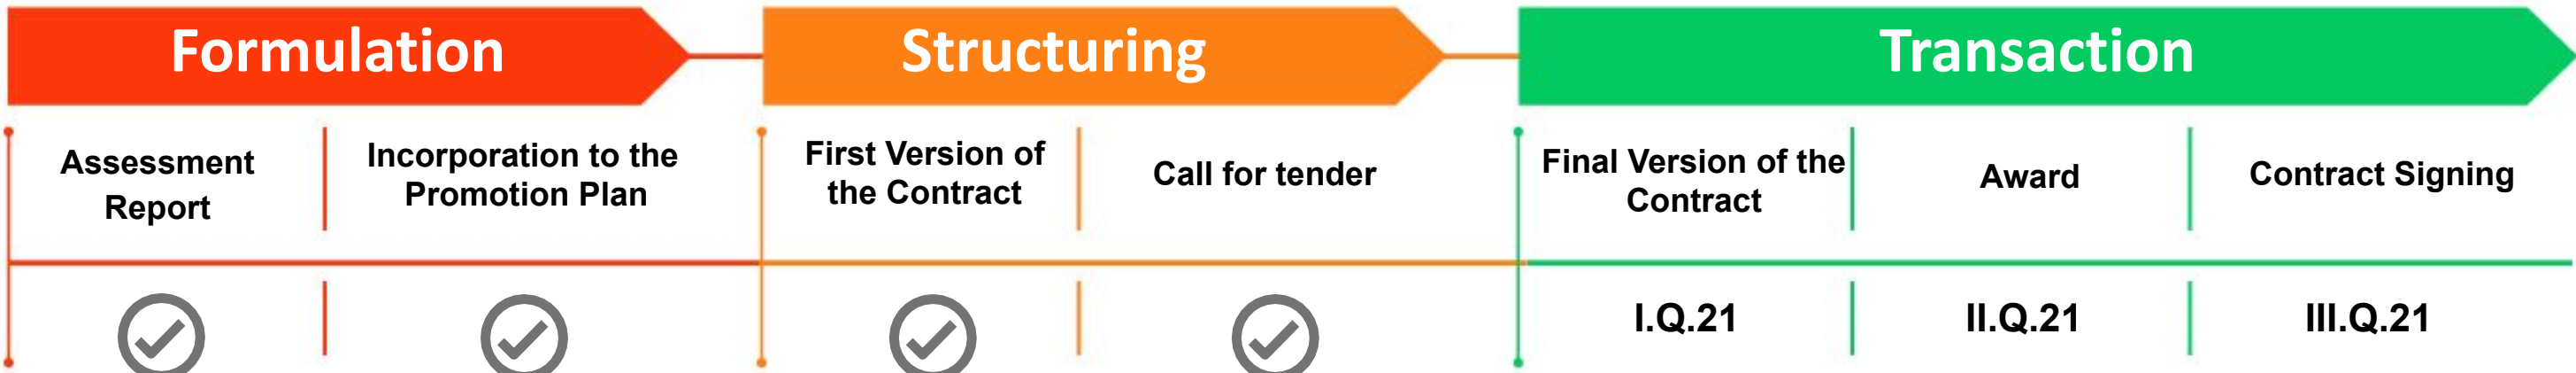 Formulation
Structuring
Transaction
Assessment
Report
Incorporation to the
Promotion Plan
First Version of
the Contract
Call for tender
Final Version of the
Contract
Award
Contract Signing
I.Q.21
II.Q.21
III.Q.21